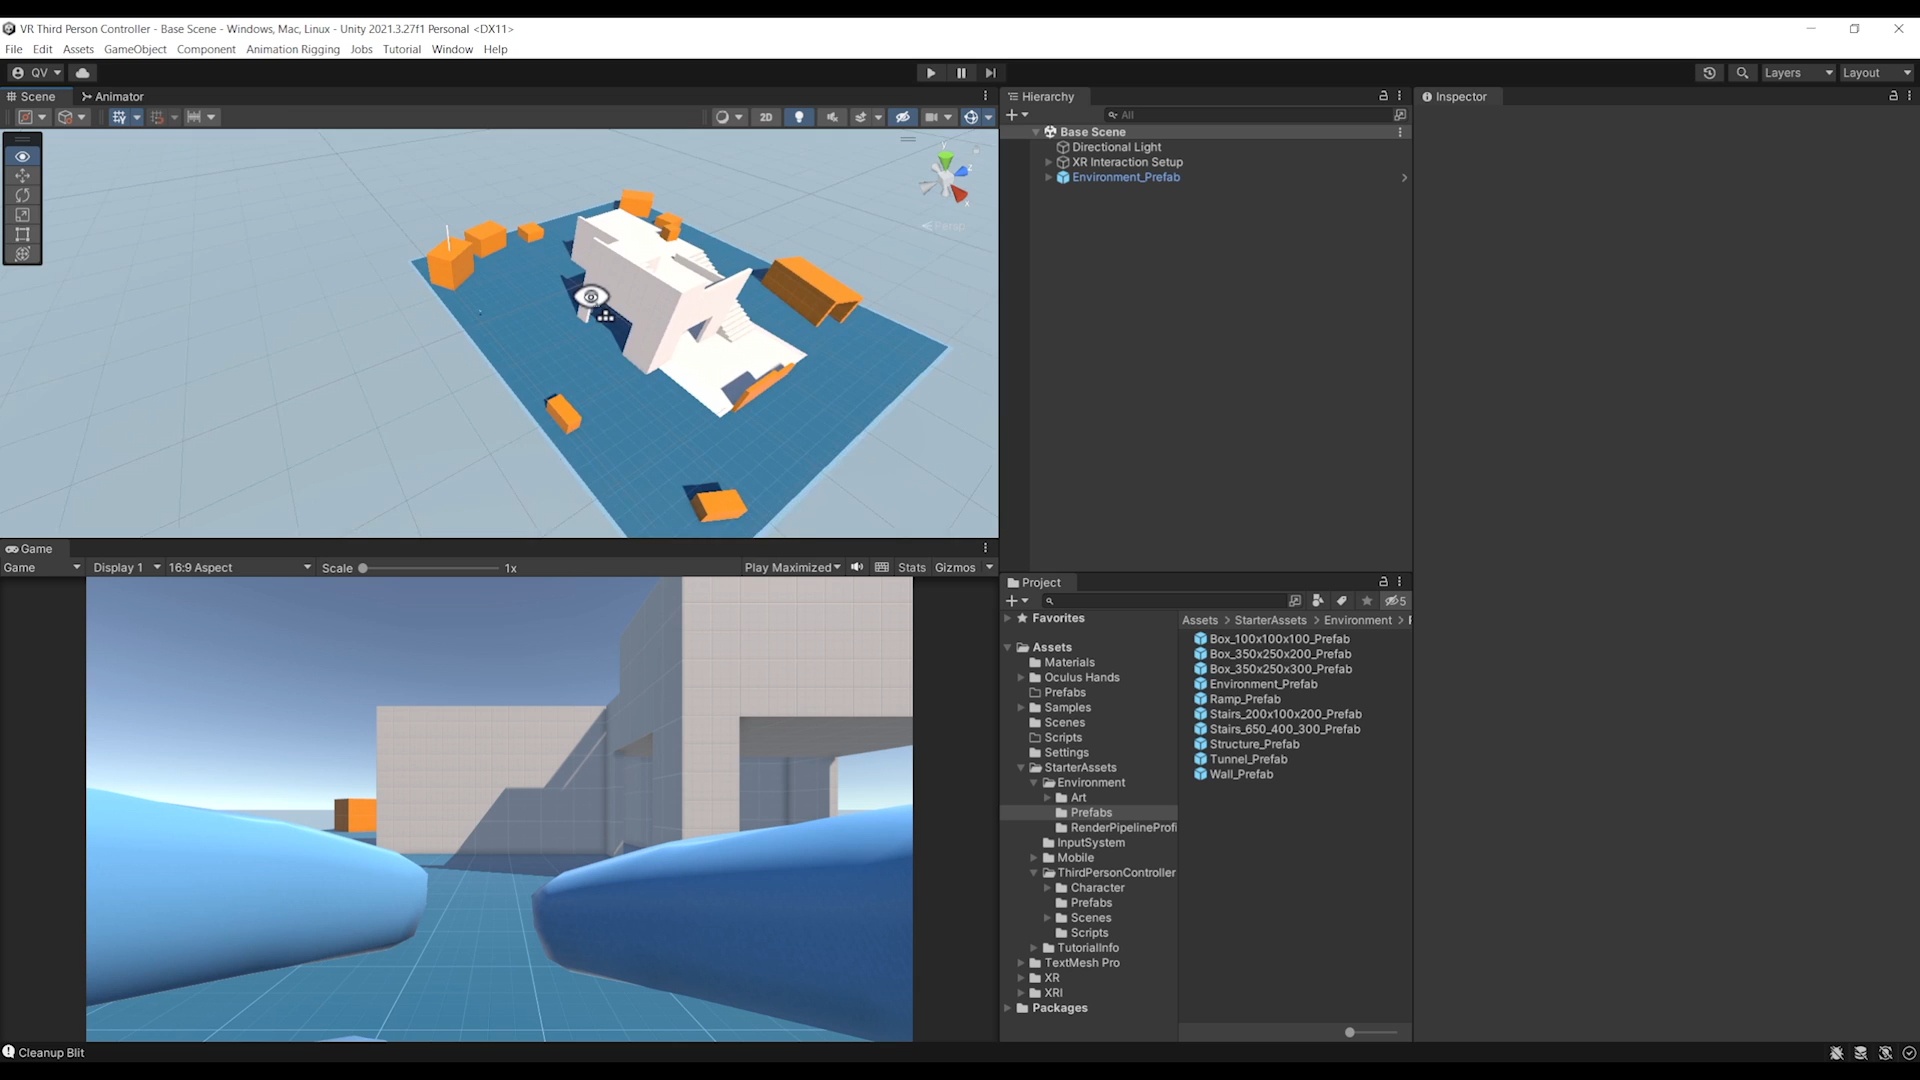 VR Third Person Controller - Base Scene - Windows, Mac, Linux - Unity 2021.3.27f1 Personal <DX11>
File Edit Assets GameObject Component Animation Rigging Jobs Tutorial Window Help
QV
Layers
Layout
Scene
Animator
2D
y
z
x
Persp
Hierarchy
All
Base Scene
Directional Light
XR Interaction Setup
Environment_Prefab
Inspector
Game
Game
Display 1
16:9 Aspect
Scale
1x
Play Maximized
Stats
Gizmos
Project
5
Favorites
Assets
Materials
Oculus Hands
Prefabs
Samples
Scenes
Scripts
Settings
StarterAssets
Environment
Art
Prefabs
RenderPipelineProfi
InputSystem
Mobile
ThirdPersonController
Character
Prefabs
Scenes
Scripts
TutorialInfo
TextMesh Pro
XR
XRI
Packages
Assets > StarterAssets > Environment >
Box_100x100x100_Prefab
Box_350x250x200_Prefab
Box_350x250x300_Prefab
Environment_Prefab
Ramp_Prefab
Stairs_200x100x200_Prefab
Stairs_650_400_300_Prefab
Structure_Prefab
Tunnel_Prefab
Wall_Prefab
Cleanup Blit